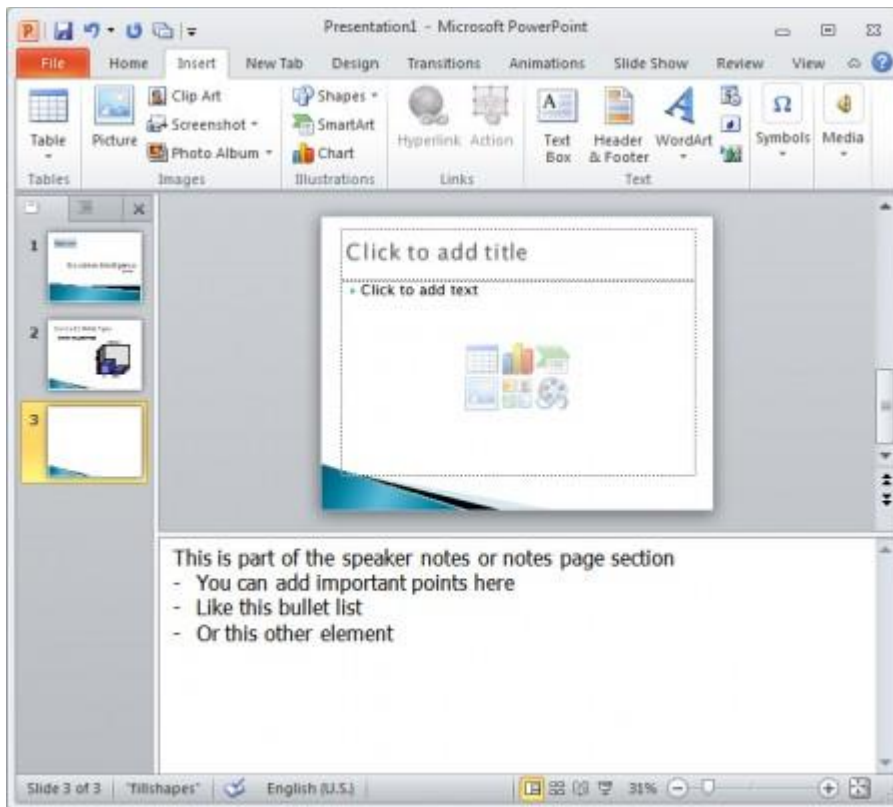 Presentation1 - Microsoft PowerPoint
File Home Insert New Tab Design Transitions Animations Slide Show Review View
Table
Picture
Clip Art
Screenshot
Photo Album
Shapes
SmartArt
Chart
Hyperlink Action
Text Box
Header & Footer
WordArt
Symbols
Media
Tables Images Illustrations Links Text
1
2
3
Click to add title
Click to add text
This is part of the speaker notes or notes page section
- You can add important points here
- Like this bullet list
- Or this other element
Slide 3 of 3 "fillshapes" English (U.S.) 31%